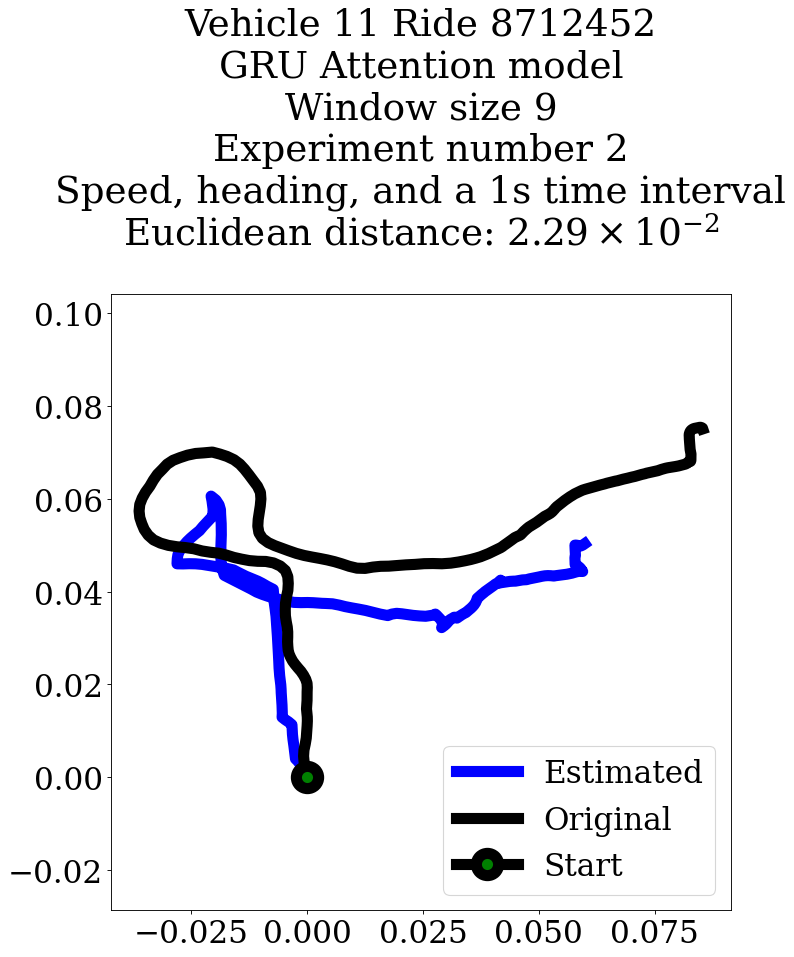 Vehicle 11 Ride 8712452
GRU Attention model
Window size 9
Experiment number 2
Speed, heading, and a 1s time interval
Euclidean distance: 2.29 × 10⁻²
0.10
0.08
0.06
0.04
0.02
0.00
−0.02
Estimated
Original
Start
−0.025 0.000 0.025 0.050 0.075